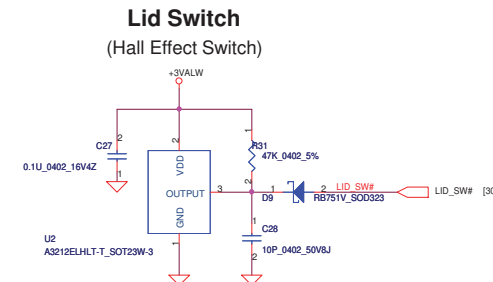 Lid Switch
(Hall Effect Switch)
+3VALW
C27
2
1
0.1U_0402_16V4Z
2
VDD
OUTPUT
3
GND
1
U2
A3212ELHLT-T_SOT23W-3
1
R31
47K_0402_5%
2
1
D9
2
LID_SW#
RB751V_SOD323
LID_SW#
[30
1
C28
10P_0402_50V8J
2